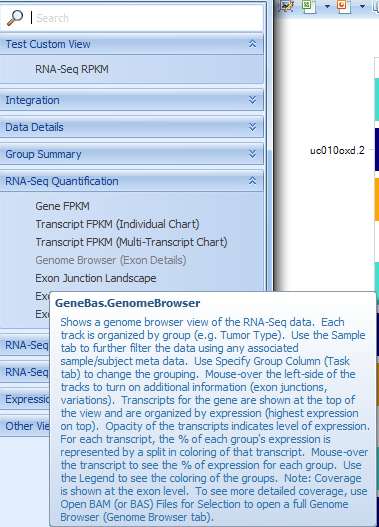 Search
Test Custom View
RNA-Seq RPKM
Integration
Data Details
Group Summary
uc010oxd.2
RNA-Seq Quantification
Gene FPKM
Transcript FPKM (Individual Chart)
Transcript FPKM (Multi-Transcript Chart)
Genome Browser (Exon Details)
Exon Junction Landscape
Exo
Exo
RNA-Seq
RNA-Seq
Expression
Other View
GeneBas.GenomeBrowser
Shows a genome browser view of the RNA-Seq data. Each
track is organized by group (e.g. Tumor Type). Use the Sample
tab to further filter the data using any associated
sample/subject meta data. Use Specify Group Column (Task
tab) to change the grouping. Mouse-over the left-side of the
tracks to turn on additional information (exon junctions,
variations). Transcripts for the gene are shown at the top of
the view and are organized by expression (highest expression
on top). Opacity of the transcripts indicates level of expression.
For each transcript, the % of each group's expression is
represented by a split in coloring of that transcript. Mouse-over
the transcript to see the % of expression for each group. Use
the Legend to see the coloring of the groups. Note: Coverage
is shown at the exon level. To see more detailed coverage, use
Open BAM (or BAS) Files for Selection to open a full Genome
Browser (Genome Browser tab).